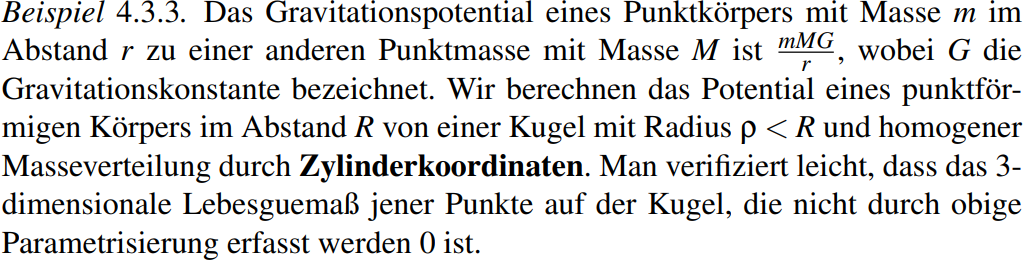 Beispiel 4.3.3. Das Gravitationspotential eines Punktkörpers mit Masse m im
Abstand r zu einer anderen Punktmasse mit Masse M ist mMG/r, wobei G die
Gravitationskonstante bezeichnet. Wir berechnen das Potential eines punktför-
migen Körpers im Abstand R von einer Kugel mit Radius ρ < R und homogener
Masseverteilung durch Zylinderkoordinaten. Man verifiziert leicht, dass das 3-
dimensionale Lebesguemaß jener Punkte auf der Kugel, die nicht durch obige
Parametrisierung erfasst werden 0 ist.